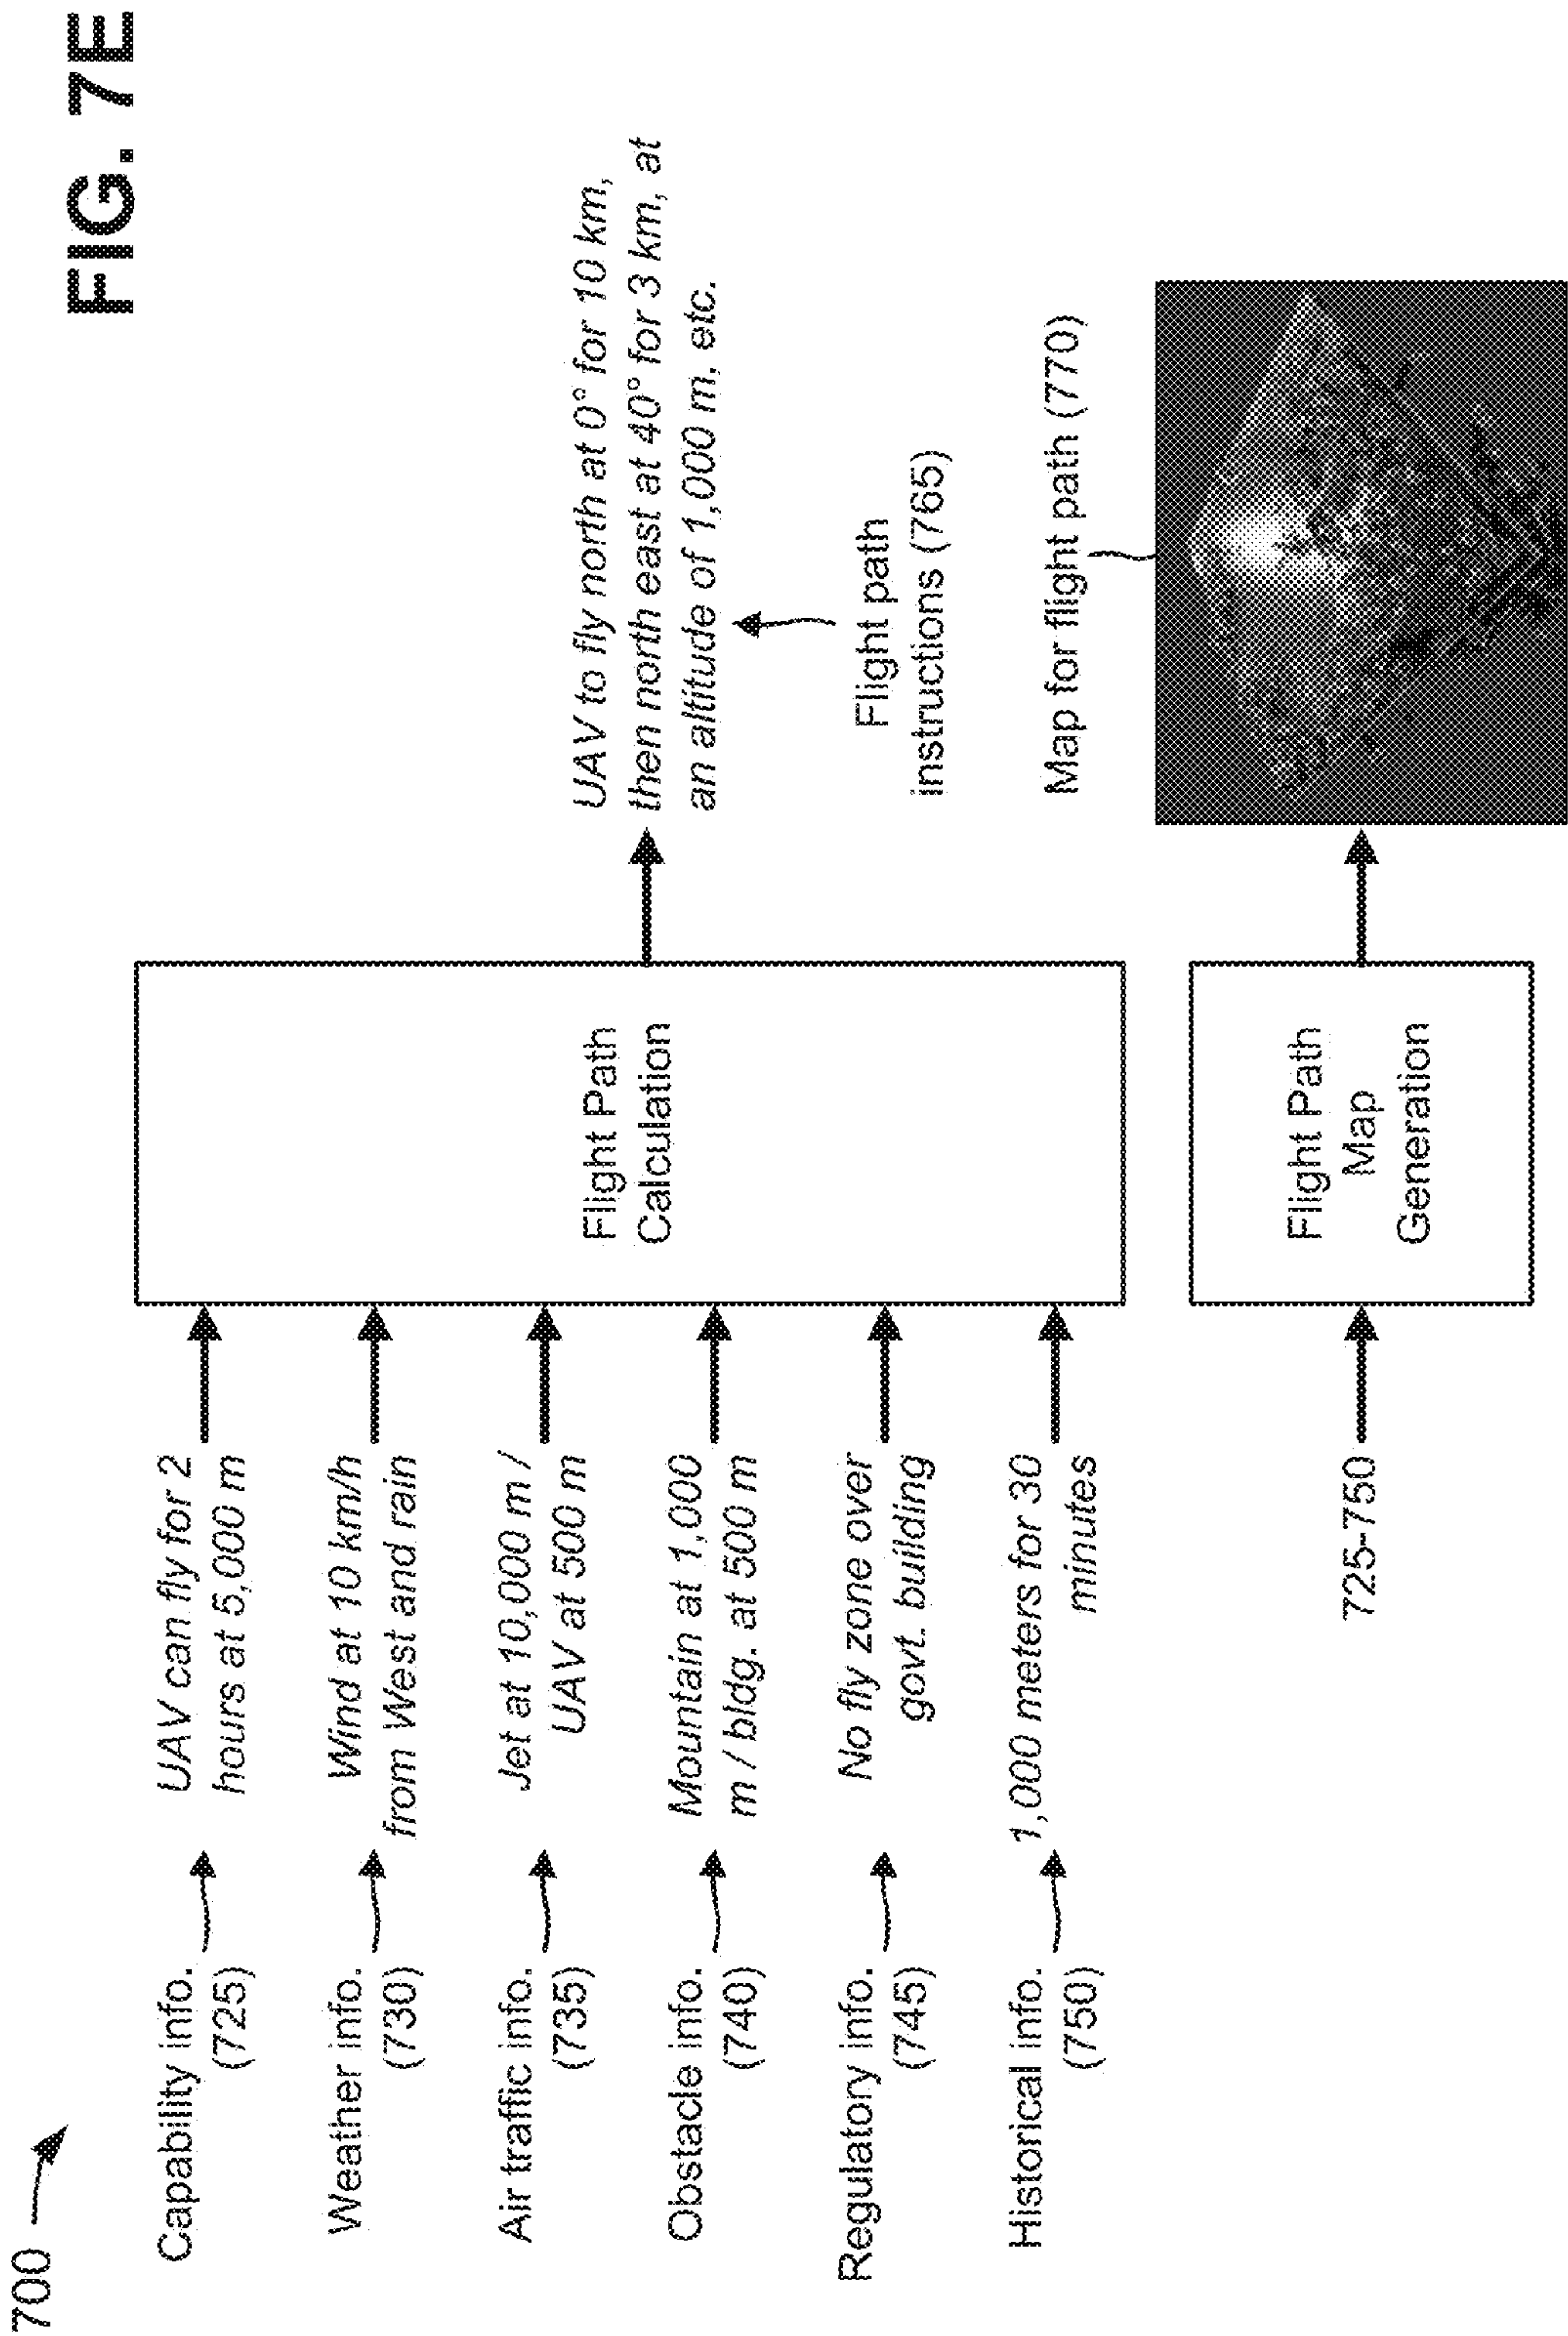 700
FIG. 7E
Capability info.
(725)
UAV can fly for 2
hours at 5,000 m
Weather info.
(730)
Wind at 10 km/h
from West and rain
Air traffic info.
(735)
Jet at 10,000 m /
UAV at 500 m
Obstacle info.
(740)
Mountain at 1,000
m / bldg. at 500 m
Regulatory info.
(745)
No fly zone over
govt. building
Historical info.
(750)
1,000 meters for 30
minutes
Flight Path
Calculation
UAV to fly north at 0° for 10 km,
then north east at 40° for 3 km, at
an altitude of 1,000 m, etc.
Flight path
instructions (765)
725-750
Flight Path
Map
Generation
Map for flight path (770)